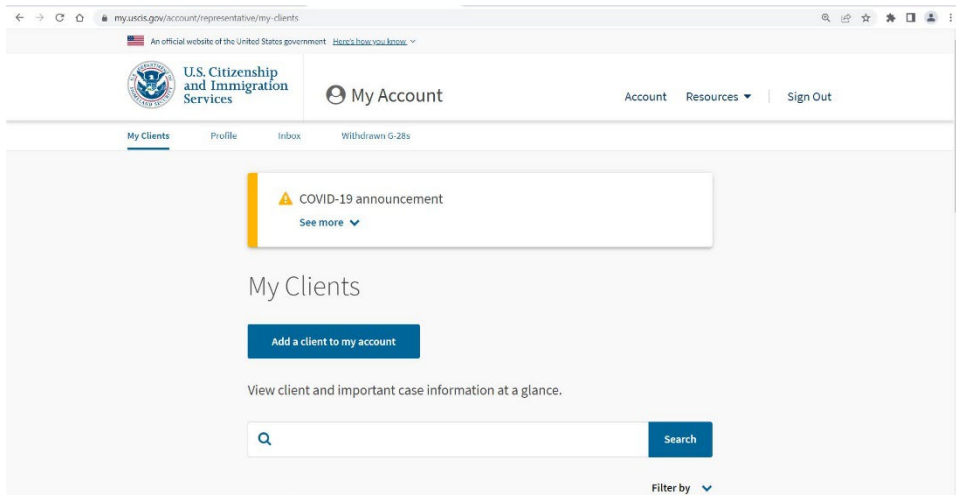 my.uscis.gov/account/representative/my-clients
An official website of the United States government Here's how you know
U.S. Citizenship
and Immigration
Services
My Account
Account Resources Sign Out
My Clients Profile Inbox Withdrawn G-28s
COVID-19 announcement
See more
My Clients
Add a client to my account
View client and important case information at a glance.
Search
Filter by